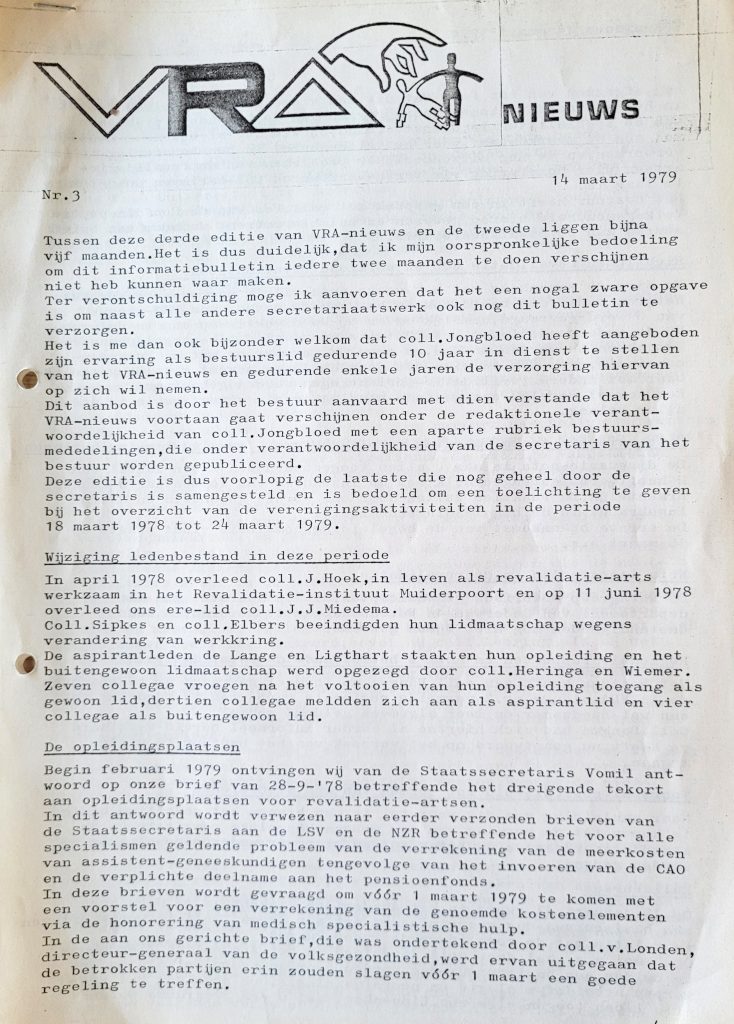 VRA NIEUWS
14 maart 1979
Nr.3
Tussen deze derde editie van VRA-nieuws en de tweede liggen bijna
vijf maanden.Het is dus duidelijk,dat ik mijn oorspronkelijke bedoeling
om dit informatiebulletin iedere twee maanden te doen verschijnen
niet heb kunnen waar maken.
Ter verontschuldiging moge ik aanvoeren dat het een nogal zware opgave
is om naast alle andere secretariaatswerk ook nog dit bulletin te
verzorgen.
Het is me dan ook bijzonder welkom dat coll.Jongbloed heeft aangeboden
zijn ervaring als bestuurslid gedurende 10 jaar in dienst te stellen
van het VRA-nieuws en gedurende enkele jaren de verzorging hiervan
op zich wil nemen.
Dit aanbod is door het bestuur aanvaard met dien verstande dat het
VRA-nieuws voortaan gaat verschijnen onder de redaktionele verant-
woordelijkheid van coll.Jongbloed met een aparte rubriek bestuurs-
mededelingen,die onder verantwoordelijkheid van de secretaris van het
bestuur worden gepubliceerd.
Deze editie is dus voorlopig de laatste die nog geheel door de
secretaris is samengesteld en is bedoeld om een toelichting te geven
bij het overzicht van de verenigingsaktiviteiten in de periode
18 maart 1978 tot 24 maart 1979.
Wijziging ledenbestand in deze periode
In april 1978 overleed coll.J.Hoek,in leven als revalidatie-arts
werkzaam in het Revalidatie-instituut Muiderpoort en op 11 juni 1978
overleed ons ere-lid coll.J.J.Miedema.
Coll.Sipkes en coll.Elbers beeindigden hun lidmaatschap wegens
verandering van werkkring.
De aspirantleden de Lange en Ligthart staakten hun opleiding en het
buitengewoon lidmaatschap werd opgezegd door coll.Heringa en Wiemer.
Zeven collegae vroegen na het voltooien van hun opleiding toegang als
gewoon lid,dertien collegae meldden zich aan als aspirantlid en vier
collegae als buitengewoon lid.
De opleidingsplaatsen
Begin februari 1979 ontvingen wij van de Staatssecretaris Vomil ant-
woord op onze brief van 28-9-'78 betreffende het dreigende tekort
aan opleidingsplaatsen voor revalidatie-artsen.
In dit antwoord wordt verwezen naar eerder verzonden brieven van
de Staatssecretaris aan de LSV en de NZR betreffende het voor alle
specialismen geldende probleem van de verrekening van de meerkosten
van assistent-geneeskundigen tengevolge van het invoeren van de CAO
en de verplichte deelname aan het pensioenfonds.
In deze brieven wordt gevraagd om vóór 1 maart 1979 te komen met
een voorstel voor een verrekening van de genoemde kostenelementen
via de honorering van medisch specialistische hulp.
In de aan ons gerichte brief,die was ondertekend door coll.v.Londen,
directeur-generaal van de volksgezondheid,werd ervan uitgegaan dat
de betrokken partijen erin zouden slagen vóór 1 maart een goede
regeling te treffen.